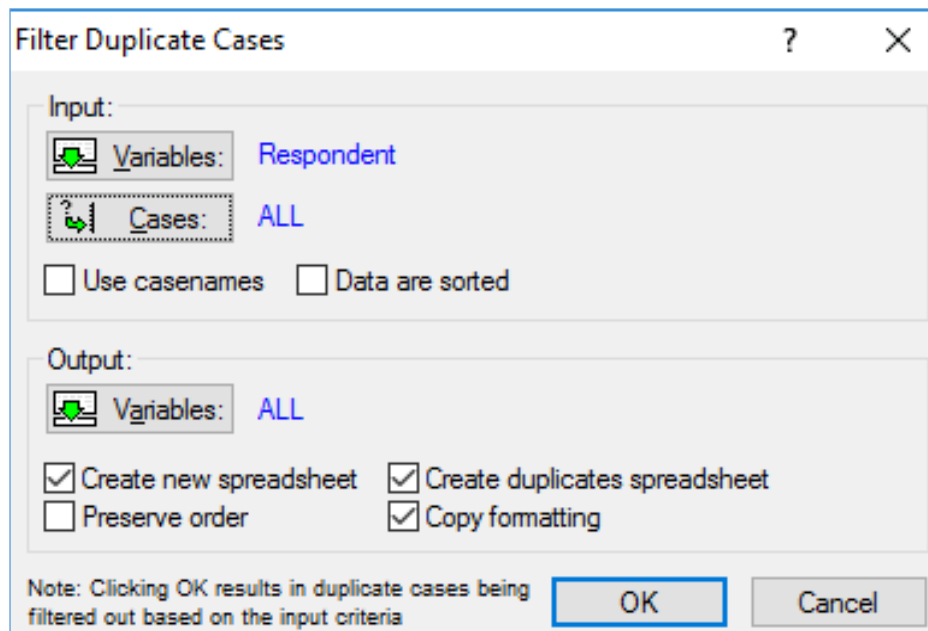 Filter Duplicate Cases ?
Input:
Variables: Respondent
? Cases: ALL
Use casenames Data are sorted
Output:
Variables: ALL
Create new spreadsheet Create duplicates spreadsheet
Preserve order Copy formatting
Note: Clicking OK results in duplicate cases being
filtered out based on the input criteria
OK Cancel